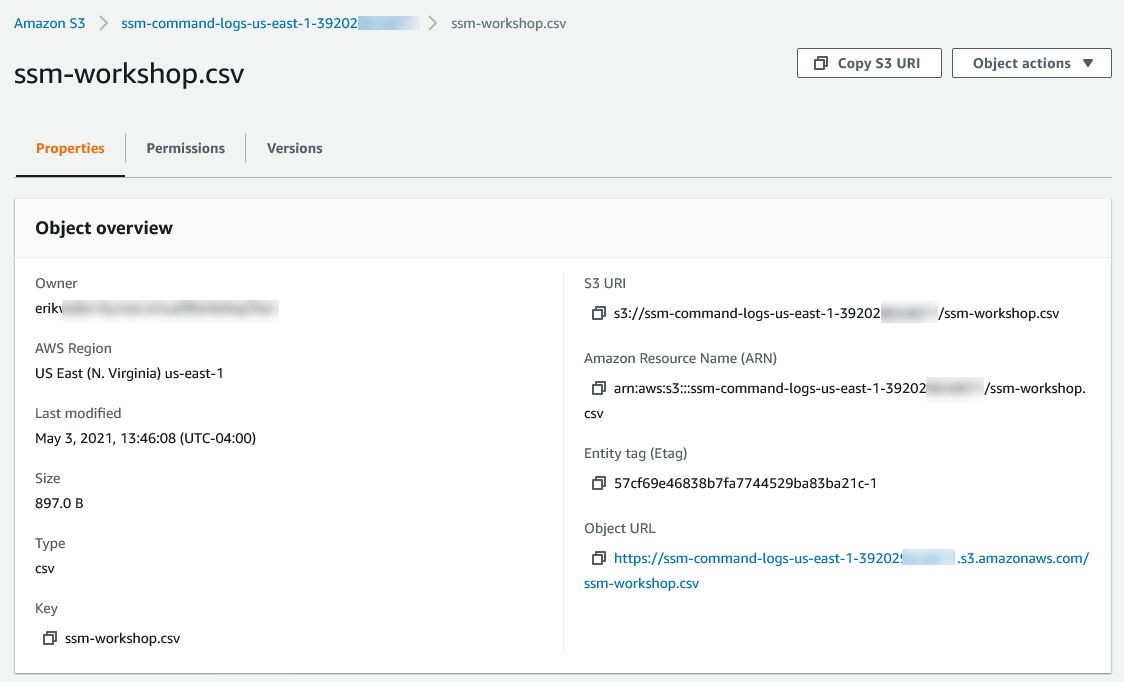 Amazon S3 > ssm-command-logs-us-east-1-39202 > ssm-workshop.csv
ssm-workshop.csv
Copy S3 URI
Object actions
Properties
Permissions
Versions
Object overview
Owner
erikv
AWS Region
US East (N. Virginia) us-east-1
Last modified
May 3, 2021, 13:46:08 (UTC-04:00)
Size
897.0 B
Type
csv
Key
ssm-workshop.csv
S3 URI
s3://ssm-command-logs-us-east-1-39202 /ssm-workshop.csv
Amazon Resource Name (ARN)
arn:aws:s3:::ssm-command-logs-us-east-1-39202 /ssm-workshop.
csv
Entity tag (Etag)
57cf69e46838b7fa7744529ba83ba21c-1
Object URL
https://ssm-command-logs-us-east-1-39202 .s3.amazonaws.com/
ssm-workshop.csv